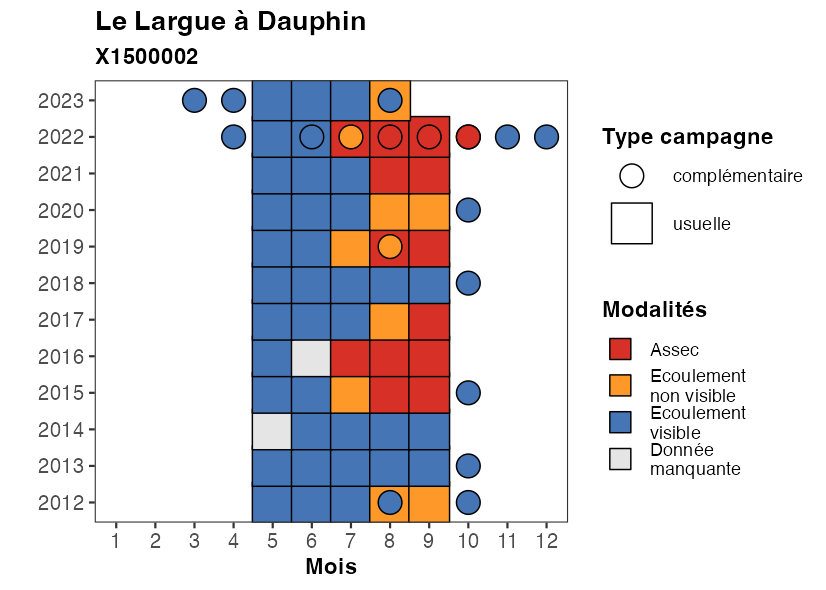 Le Largue à Dauphin
X1500002
2023
2022
2021
2020
2019
2018
2017
2016
2015
2014
2013
2012
1 2 3 4 5 6 7 8 9 10 11 12
Mois
Type campagne
complémentaire
usuelle
Modalités
Assec
Ecoulement
non visible
Ecoulement
visible
Donnée
manquante